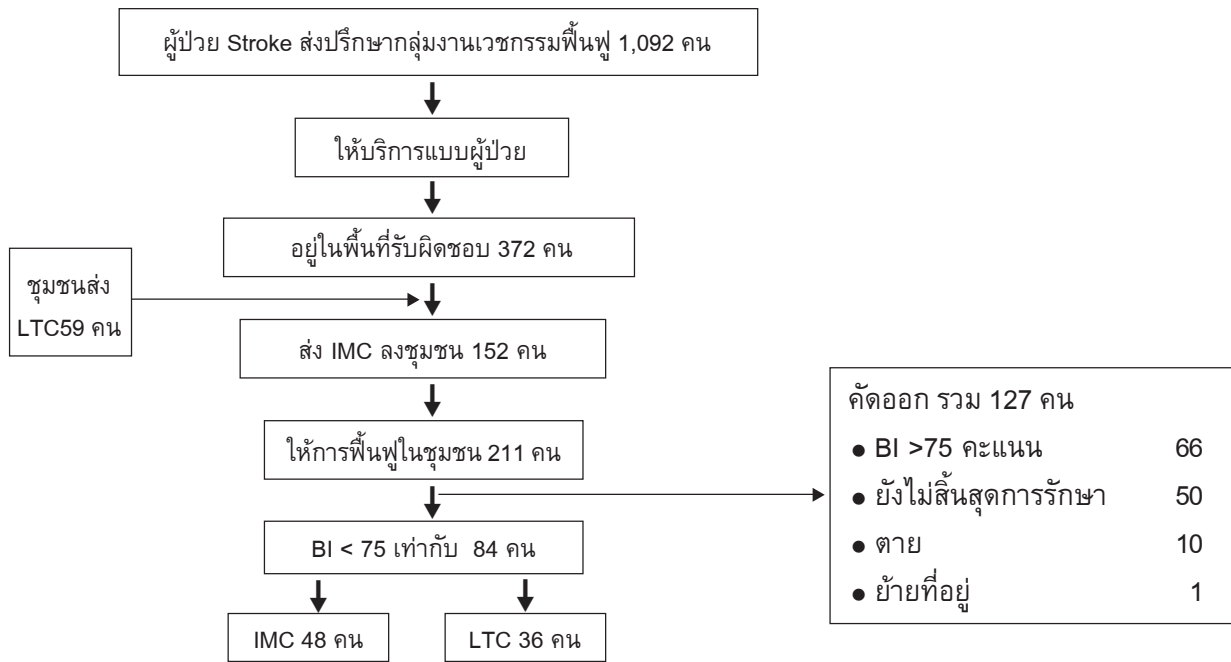 ผู้ป่วย Stroke ส่งปรึกษากลุ่มงานเวชกรรมฟื้นฟู 1,092 คน
ให้บริการแบบผู้ป่วย
อยู่ในพื้นที่รับผิดชอบ 372 คน
ชุมชนส่ง
LTC59 คน
ส่ง IMC ลงชุมชน 152 คน
ให้การฟื้นฟูในชุมชน 211 คน
คัดออก รวม 127 คน
● BI >75 คะแนน 66
● ยังไม่สิ้นสุดการรักษา 50
● ตาย 10
● ย้ายที่อยู่ 1
BI < 75 เท่ากับ 84 คน
IMC 48 คน
LTC 36 คน